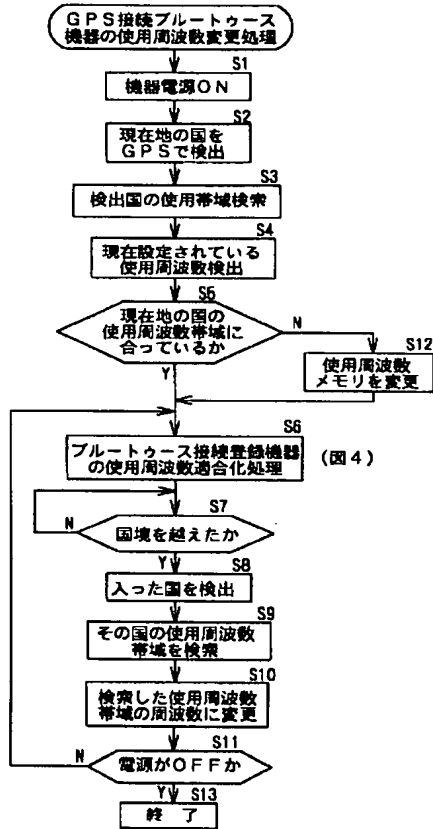 GPS接続ブルートゥース
機器の使用周波数変更処理
S1
機器電源ON
S2
現在地の国を
GPSで検出
S3
検出国の使用帯域検索
S4
現在設定されている
使用周波数検出
S5
現在地の国の
使用周波数帯域に
合っているか
N
Y
S12
使用周波数
メモリを変更
S6
ブルートゥース接続登録機器
の使用周波数適合化処理
(図4)
S7
国境を越えたか
N
Y
S8
入った国を検出
S9
その国の使用周波数
帯域を検索
S10
検索した使用周波数
帯域の周波数に変更
S11
電源がOFFか
N
Y
S13
終了